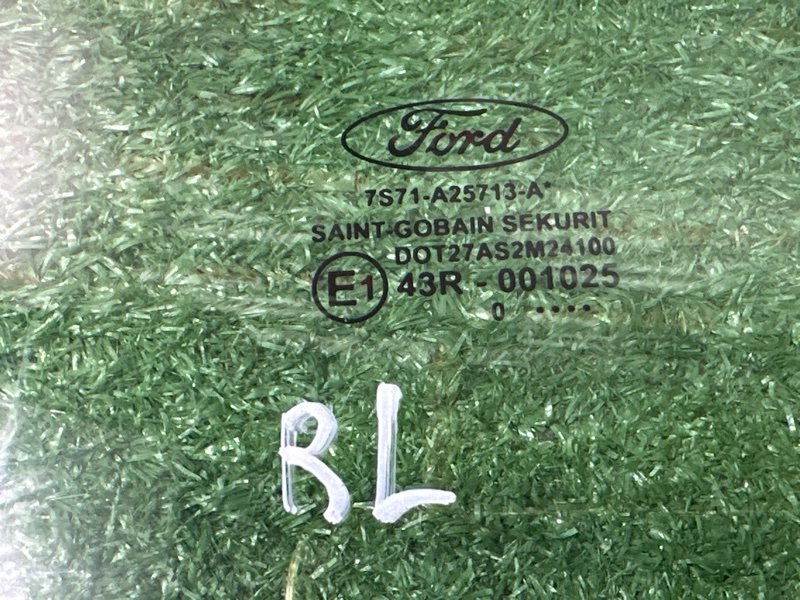 Ford
7S71-A25713-A*
SAINT-GOBAIN SEKURIT
DOT27AS2M24100
E1 43R - 001025
0 ····
RL